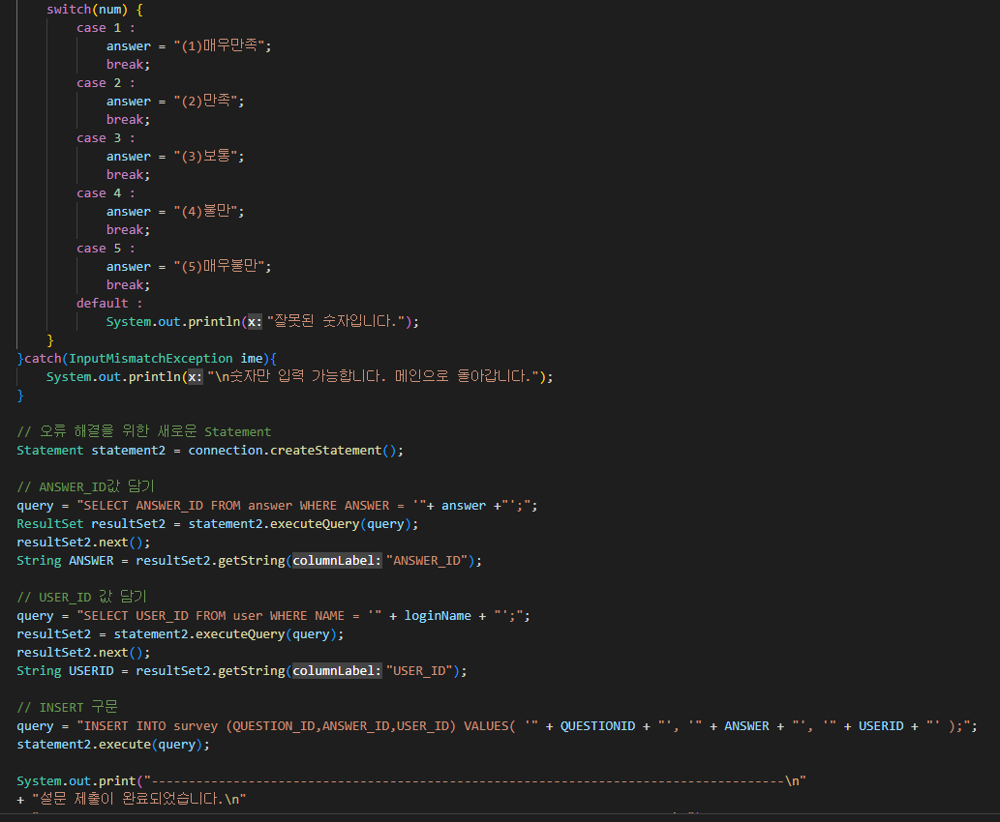 switch(num) {
case 1 :
answer = "(1)매우만족";
break;
case 2 :
answer = "(2)만족";
break;
case 3 :
answer = "(3)보통";
break;
case 4 :
answer = "(4)불만";
break;
case 5 :
answer = "(5)매우불만";
break;
default :
System.out.println(x: "잘못된 숫자입니다.");
}
}catch(InputMismatchException ime){
System.out.println(x: "\n숫자만 입력 가능합니다. 메인으로 돌아갑니다.");
}
// 오류 해결을 위한 새로운 Statement
Statement statement2 = connection.createStatement();
// ANSWER_ID값 담기
query = "SELECT ANSWER_ID FROM answer WHERE ANSWER = '"+ answer +"';";
ResultSet resultSet2 = statement2.executeQuery(query);
resultSet2.next();
String ANSWER = resultSet2.getString(columnLabel: "ANSWER_ID");
// USER_ID 값 담기
query = "SELECT USER_ID FROM user WHERE NAME = '" + loginName + "';";
resultSet2 = statement2.executeQuery(query);
resultSet2.next();
String USERID = resultSet2.getString(columnLabel: "USER_ID");
// INSERT 구문
query = "INSERT INTO survey (QUESTION_ID,ANSWER_ID,USER_ID) VALUES( '" + QUESTIONID + "', '" + ANSWER + "', '" + USERID + "' );";
statement2.execute(query);
System.out.print("-------------------------------------------------------------------------------------\n"
+ "설문 제출이 완료되었습니다.\n"